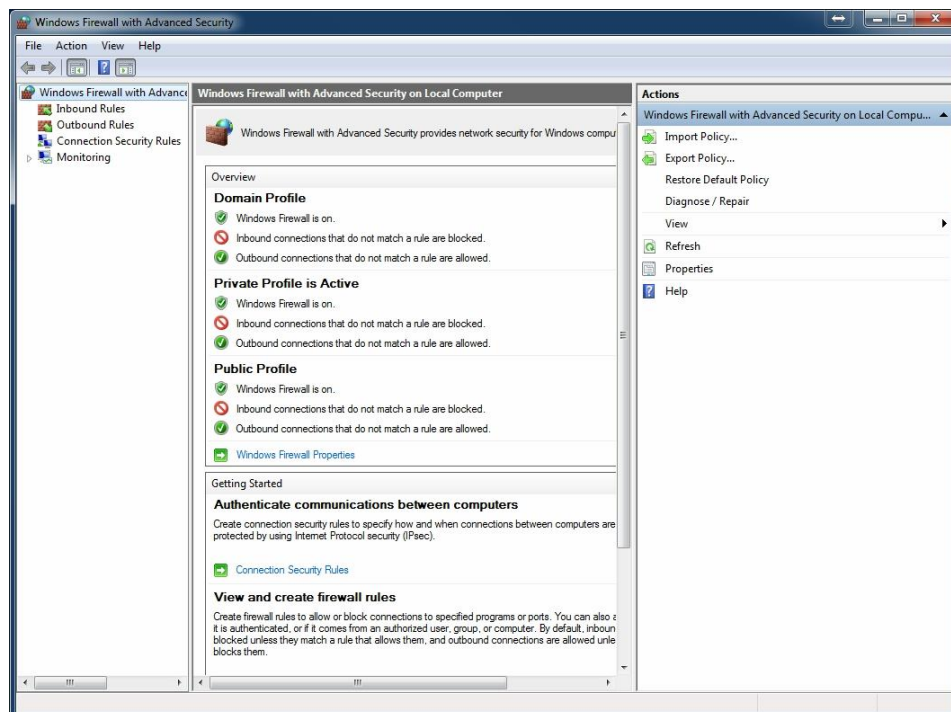 Windows Firewall with Advanced Security
File Action View Help
Windows Firewall with Advance
Inbound Rules
Outbound Rules
Connection Security Rules
Monitoring
Windows Firewall with Advanced Security on Local Computer
Windows Firewall with Advanced Security provides network security for Windows compu
Overview
Domain Profile
Windows Firewall is on.
Inbound connections that do not match a rule are blocked.
Outbound connections that do not match a rule are allowed.
Private Profile is Active
Windows Firewall is on.
Inbound connections that do not match a rule are blocked.
Outbound connections that do not match a rule are allowed.
Public Profile
Windows Firewall is on.
Inbound connections that do not match a rule are blocked.
Outbound connections that do not match a rule are allowed.
Windows Firewall Properties
Getting Started
Authenticate communications between computers
Create connection security rules to specify how and when connections between computers are
protected by using Internet Protocol security (IPsec).
Connection Security Rules
View and create firewall rules
Create firewall rules to allow or block connections to specified programs or ports. You can also a
it is authenticated, or if it comes from an authorized user, group, or computer. By default, inboun
blocked unless they match a rule that allows them, and outbound connections are allowed unle
blocks them.
Actions
Windows Firewall with Advanced Security on Local Compu...
Import Policy...
Export Policy...
Restore Default Policy
Diagnose / Repair
View
Refresh
Properties
Help